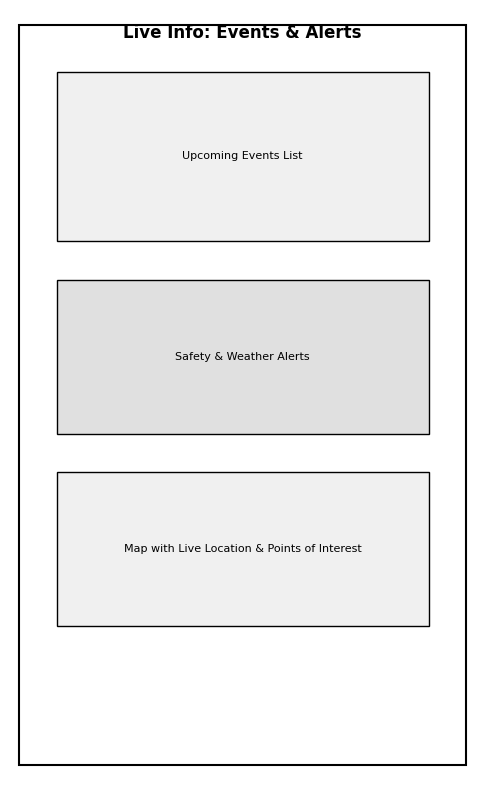 Live Info: Events & Alerts
Upcoming Events List
Safety & Weather Alerts
Map with Live Location & Points of Interest